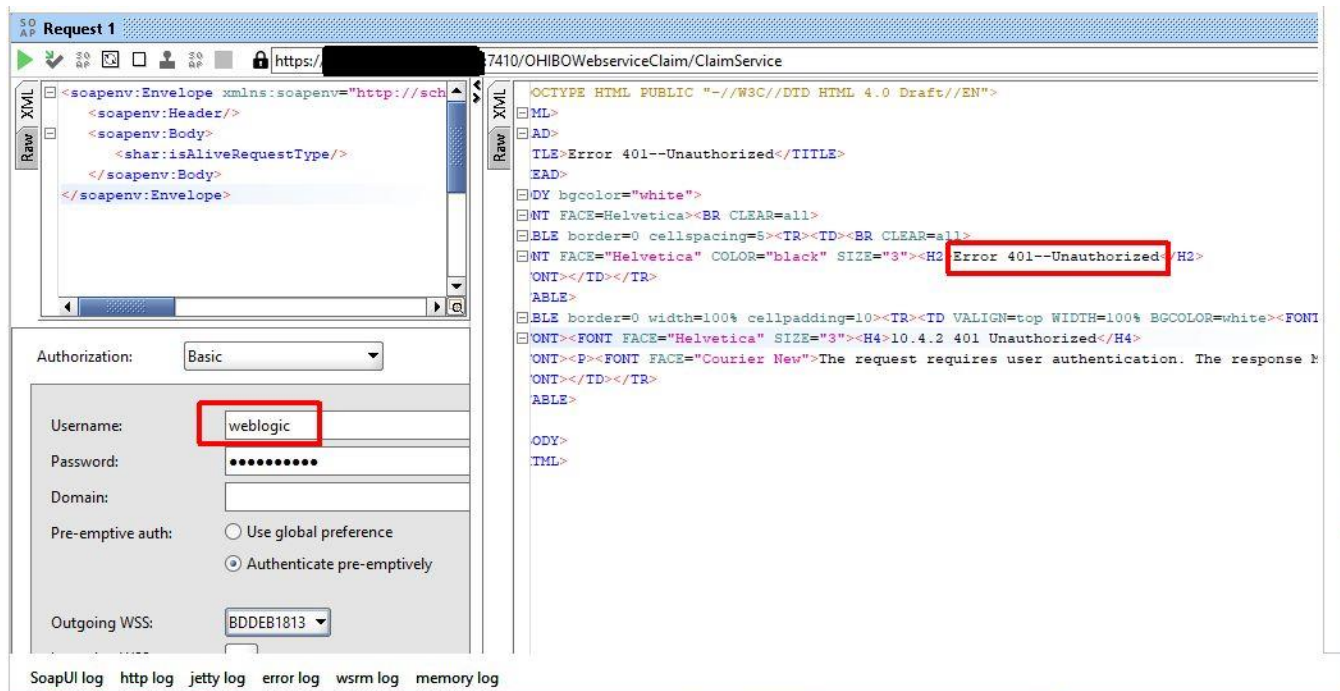 SO AP Request 1
SO AP SO AP https:// :7410/OHIBOWebserviceClaim/ClaimService
XML
Raw
<soapenv:Envelope xmlns:soapenv="http://sch
<soapenv:Header/>
<soapenv:Body>
<shar:isAliveRequestType/>
</soapenv:Body>
</soapenv:Envelope>
Authorization: Basic
Username: weblogic
Password: ••••••••••
Domain:
Pre-emptive auth: Use global preference
Authenticate pre-emptively
Outgoing WSS: BDDEB1813
XML
Raw
OCTYPE HTML PUBLIC "-//W3C//DTD HTML 4.0 Draft//EN">
ML>
AD>
TLE>Error 401--Unauthorized</TITLE>
EAD>
DY bgcolor="white">
NT FACE=Helvetica><BR CLEAR=all>
BLE border=0 cellspacing=5><TR><TD><BR CLEAR=all>
NT FACE="Helvetica" COLOR="black" SIZE="3"><H2>Error 401--Unauthorized</H2>
ONT></TD></TR>
ABLE>
BLE border=0 width=100% cellpadding=10><TR><TD VALIGN=top WIDTH=100% BGCOLOR=white><FONT
ONT><FONT FACE="Helvetica" SIZE="3"><H4>10.4.2 401 Unauthorized</H4>
ONT><P><FONT FACE="Courier New">The request requires user authentication. The response M
ONT></TD></TR>
ABLE>
ODY>
TML>
SoapUI log http log jetty log error log wsrm log memory log